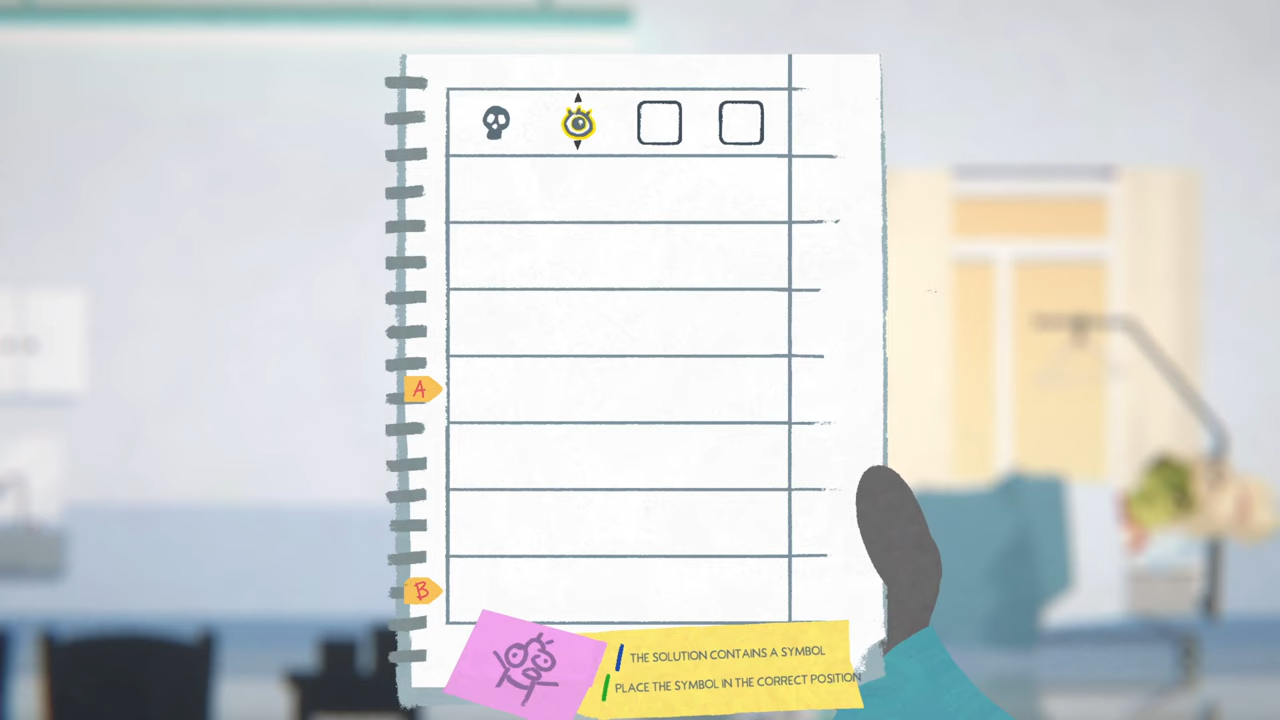 A
B
THE SOLUTION CONTAINS A SYMBOL
PLACE THE SYMBOL IN THE CORRECT POSITION